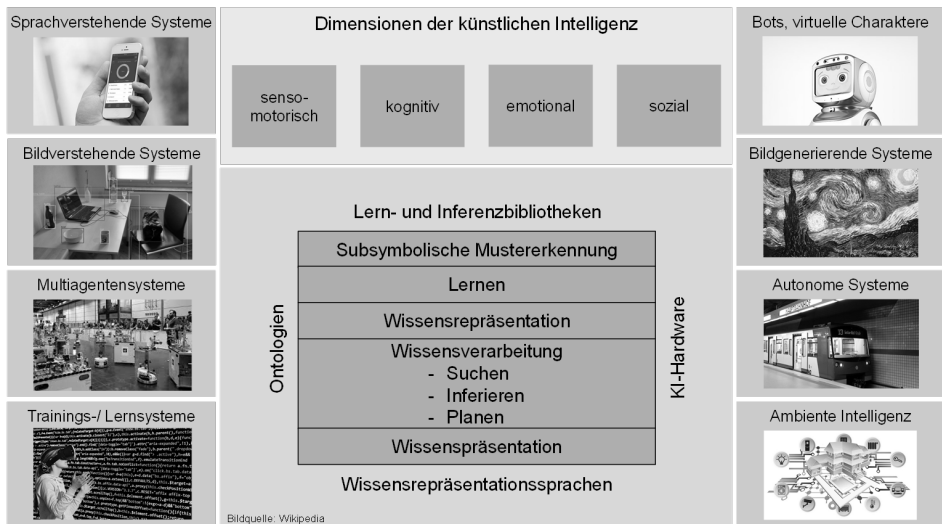 Sprachverstehende Systeme
Bildverstehende Systeme
Multiagentensysteme
Trainings-/ Lernsysteme
Dimensionen der künstlichen Intelligenz
senso-
motorisch
kognitiv
emotional
sozial
Lern- und Inferenzbibliotheken
Ontologien
Subsymbolische Mustererkennung
Lernen
Wissensrepräsentation
Wissensverarbeitung
- Suchen
- Inferieren
- Planen
Wissenspräsentation
KI-Hardware
Wissensrepräsentationssprachen
Bildquelle: Wikipedia
Bots, virtuelle Charaktere
Bildgenerierende Systeme
Autonome Systeme
Ambiente Intelligenz